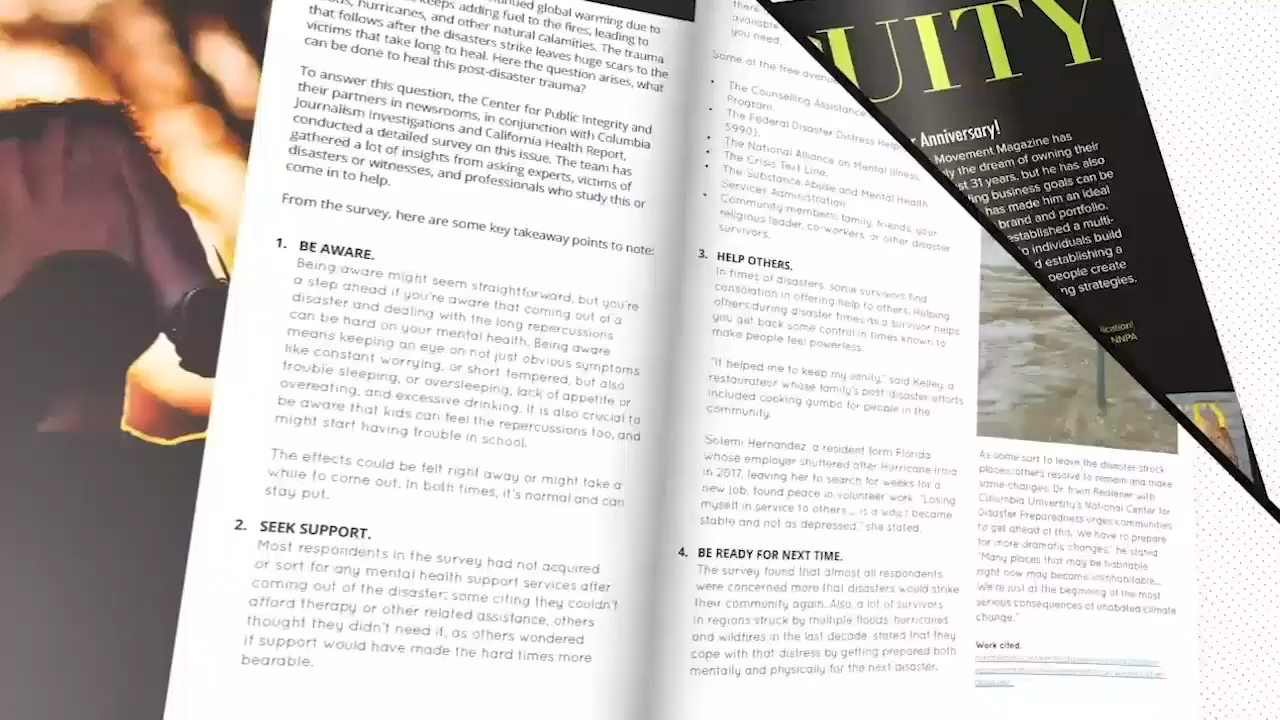 global warming due to
keeps adding fuel to the fires, leading to
hurricanes, and other natural calamities. The trauma
that follows after the disasters strike leaves huge scars to the
victims that take long to heal. Here the question arises, what
can be done to heal this post-disaster trauma?
To answer this question, the Center for Public Integrity and
their partners in newsrooms, in conjunction with Columbia
Journalism Investigations and California Health Report,
conducted a detailed survey on this issue. The team has
gathered a lot of insights from asking experts, victims of
disasters or witnesses, and professionals who study this or
come in to help.
From the survey, here are some key takeaway points to note:
1. BE AWARE.
Being aware might seem straightforward, but you're
a step ahead if you're aware that coming out of a
disaster and dealing with the long repercussions
can be hard on your mental health. Being aware
means keeping an eye on not just obvious symptoms
like constant worrying, or short tempered, but also
trouble sleeping, or oversleeping, lack of appetite or
overeating, and excessive drinking. It is also crucial to
be aware that kids can feel the repercussions too, and
might start having trouble in school.
The effects could be felt right away or might take a
while to come out. In both times, it's normal and can
stay put.
2. SEEK SUPPORT.
Most respondents in the survey had not acquired
or sort for any mental health support services after
coming out of the disaster; some citing they couldn't
afford therapy or other related assistance, others
thought they didn't need it, as others wondered
if support would have made the hard times more
bearable.
there
available
you need.
Some of the free
• The Counselling Assistance
Program.
• The Federal Disaster Distress
5990).
• The National Alliance on Mental Illness.
• The Crisis Text Line.
• The Substance Abuse and Mental Health
Services Administration.
• Community members: family, friends, your
religious leader, co-workers, or other disaster
survivors.
3. HELP OTHERS.
In times of disasters, some survivors find
consolation in offering help to others. Helping
others during disaster times as a survivor helps
you get back some control in times known to
make people feel powerless.
"It helped me to keep my sanity," said Kelley, a
restaurateur whose family's post-disaster efforts
included cooking gumbo for people in the
community.
Solemi Hernandez, a resident form Florida
whose employer shuttered after Hurricane Irma
in 2017, leaving her to search for weeks for a
new job, found peace in volunteer work. "Losing
myself in service to others... is a way I became
stable and not as depressed," she stated.
4. BE READY FOR NEXT TIME.
The survey found that almost all respondents
were concerned more that disasters would strike
their community again. Also, a lot of survivors
in regions struck by multiple floods, hurricanes
and wildfires in the last decade stated that they
cope with that distress by getting prepared both
mentally and physically for the next disaster.
As some surt to leave the disaster struck
places, others resolve to remain and make
some changes. Dr. Irwin Redlener with
Columbia University's National Center for
Disaster Preparedness urges communities
to get ahead of this. We have to prepare
for more dramatic changes," he stated.
"Many places that may be habitable
right now may become uninhabitable...
We're just at the beginning of the most
serious consequences of unabated climate
change."
Work cited.
UITY
Anniversary!
Movement Magazine has
the dream of owning their
31 years, but he has also
business goals can be
has made him an ideal
brand and portfolio.
established a multi-
individuals build
establishing a
people create
strategies.
NNPA